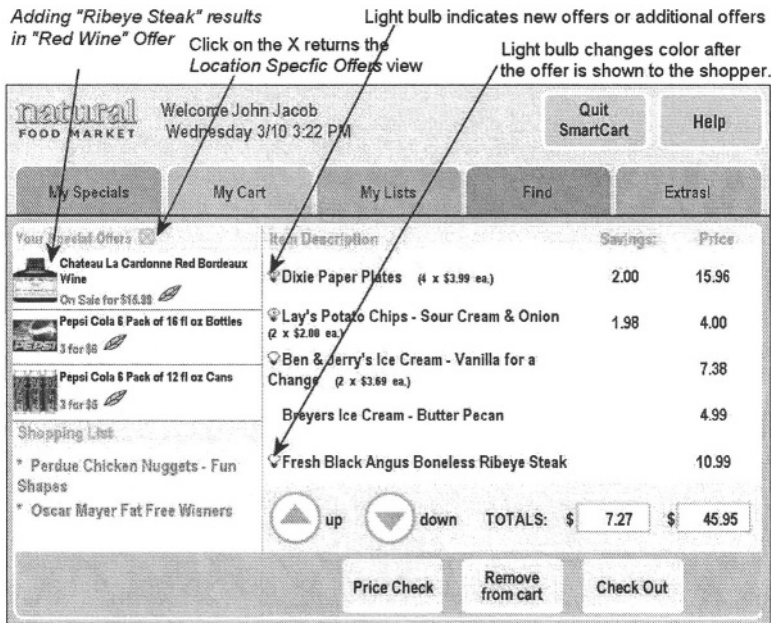 Adding "Ribeye Steak" results
in "Red Wine" Offer
Click on the X returns the
Location Specfic Offers view
Light bulb indicates new offers or additional offers
Light bulb changes color after
the offer is shown to the shopper.
natural
FOOD MARKET
Welcome John Jacob
Wednesday 3/10 3:22 PM
Quit
SmartCart
Help
My Specials
My Cart
My Lists
Find
Extras!
Your Special Offers
Chateau La Cardonne Red Bordeaux
Wine
On Sale for
PEPSI
Pepsi Cola 6 Pack of 16 fl oz Bottles
3 for $6
Pepsi Cola 6 Pack of 12 fl oz Cans
3 for $5
Shopping List
* Perdue Chicken Nuggets - Fun
Shapes
* Oscar Mayer Fat Free Wieners
Item Description Savings: Price
Dixie Paper Plates (4 x $3.99 ea.) 2.00 15.96
Lay's Potato Chips - Sour Cream & Onion 1.98 4.00
(2 x $2.00 ea.)
Ben & Jerry's Ice Cream - Vanilla for a
Change (2 x $3.69 ea.) 7.38
Breyers Ice Cream - Butter Pecan 4.99
Fresh Black Angus Boneless Ribeye Steak 10.99
up
down
TOTALS: $ 7.27 $ 45.95
Price Check
Remove
from cart
Check Out